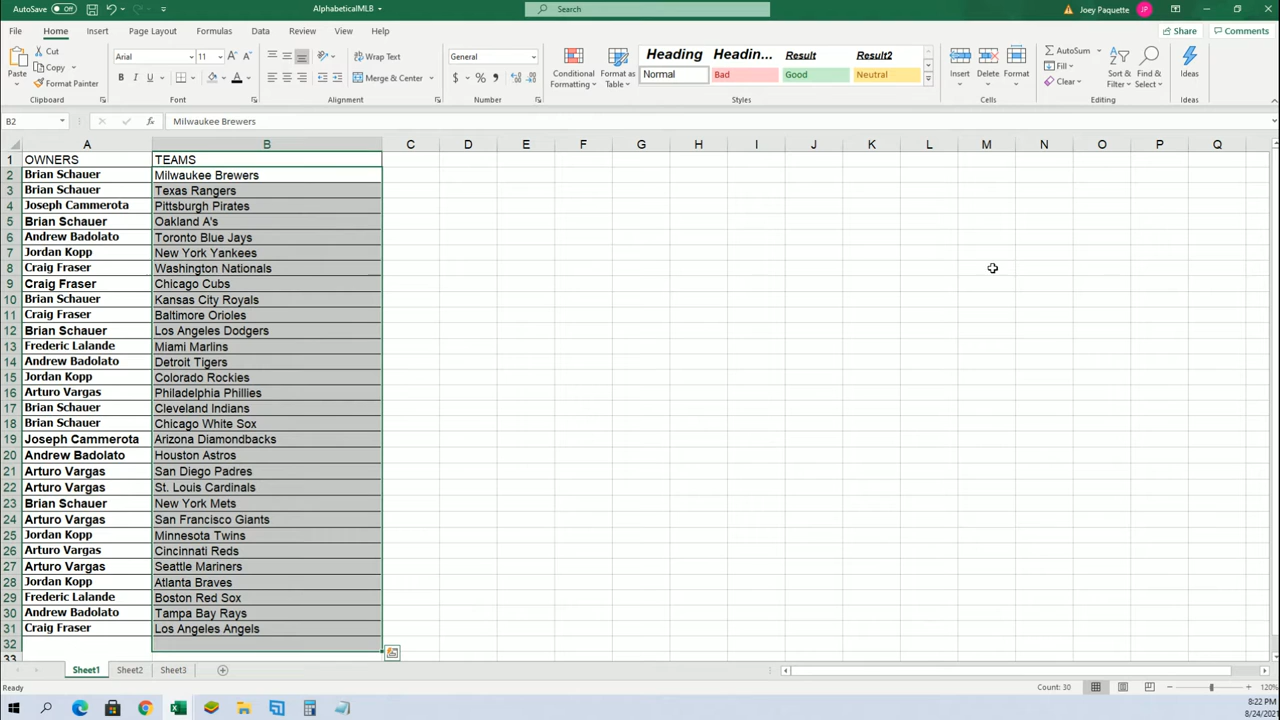 AutoSave Off AlphabeticalMLB Search Joey Paquette JP
File Home Insert Page Layout Formulas Data Review View Help Share Comments
Paste Cut Copy Format Painter Clipboard
Arial 11 A A B I U A Font
ab Wrap Text Merge & Center Alignment
General $ % , Number
Conditional Formatting Format as Table
Heading Headin... Result Result2
Normal Bad Good Neutral
Styles
Insert Delete Format Cells
AutoSum Fill Clear Sort & Filter Find & Select Editing
Ideas Ideas
B2 fx Milwaukee Brewers
A B C D E F G H I J K L M N O P Q
1 OWNERS TEAMS
2 Brian Schauer Milwaukee Brewers
3 Brian Schauer Texas Rangers
4 Joseph Cammerota Pittsburgh Pirates
5 Brian Schauer Oakland A's
6 Andrew Badolato Toronto Blue Jays
7 Jordan Kopp New York Yankees
8 Craig Fraser Washington Nationals
9 Craig Fraser Chicago Cubs
10 Brian Schauer Kansas City Royals
11 Craig Fraser Baltimore Orioles
12 Brian Schauer Los Angeles Dodgers
13 Frederic Lalande Miami Marlins
14 Andrew Badolato Detroit Tigers
15 Jordan Kopp Colorado Rockies
16 Arturo Vargas Philadelphia Phillies
17 Brian Schauer Cleveland Indians
18 Brian Schauer Chicago White Sox
19 Joseph Cammerota Arizona Diamondbacks
20 Andrew Badolato Houston Astros
21 Arturo Vargas San Diego Padres
22 Arturo Vargas St. Louis Cardinals
23 Brian Schauer New York Mets
24 Arturo Vargas San Francisco Giants
25 Jordan Kopp Minnesota Twins
26 Arturo Vargas Cincinnati Reds
27 Arturo Vargas Seattle Mariners
28 Jordan Kopp Atlanta Braves
29 Frederic Lalande Boston Red Sox
30 Andrew Badolato Tampa Bay Rays
31 Craig Fraser Los Angeles Angels
32
33
Sheet1 Sheet2 Sheet3
Ready Count: 30 120%
8:22 PM
8/24/202